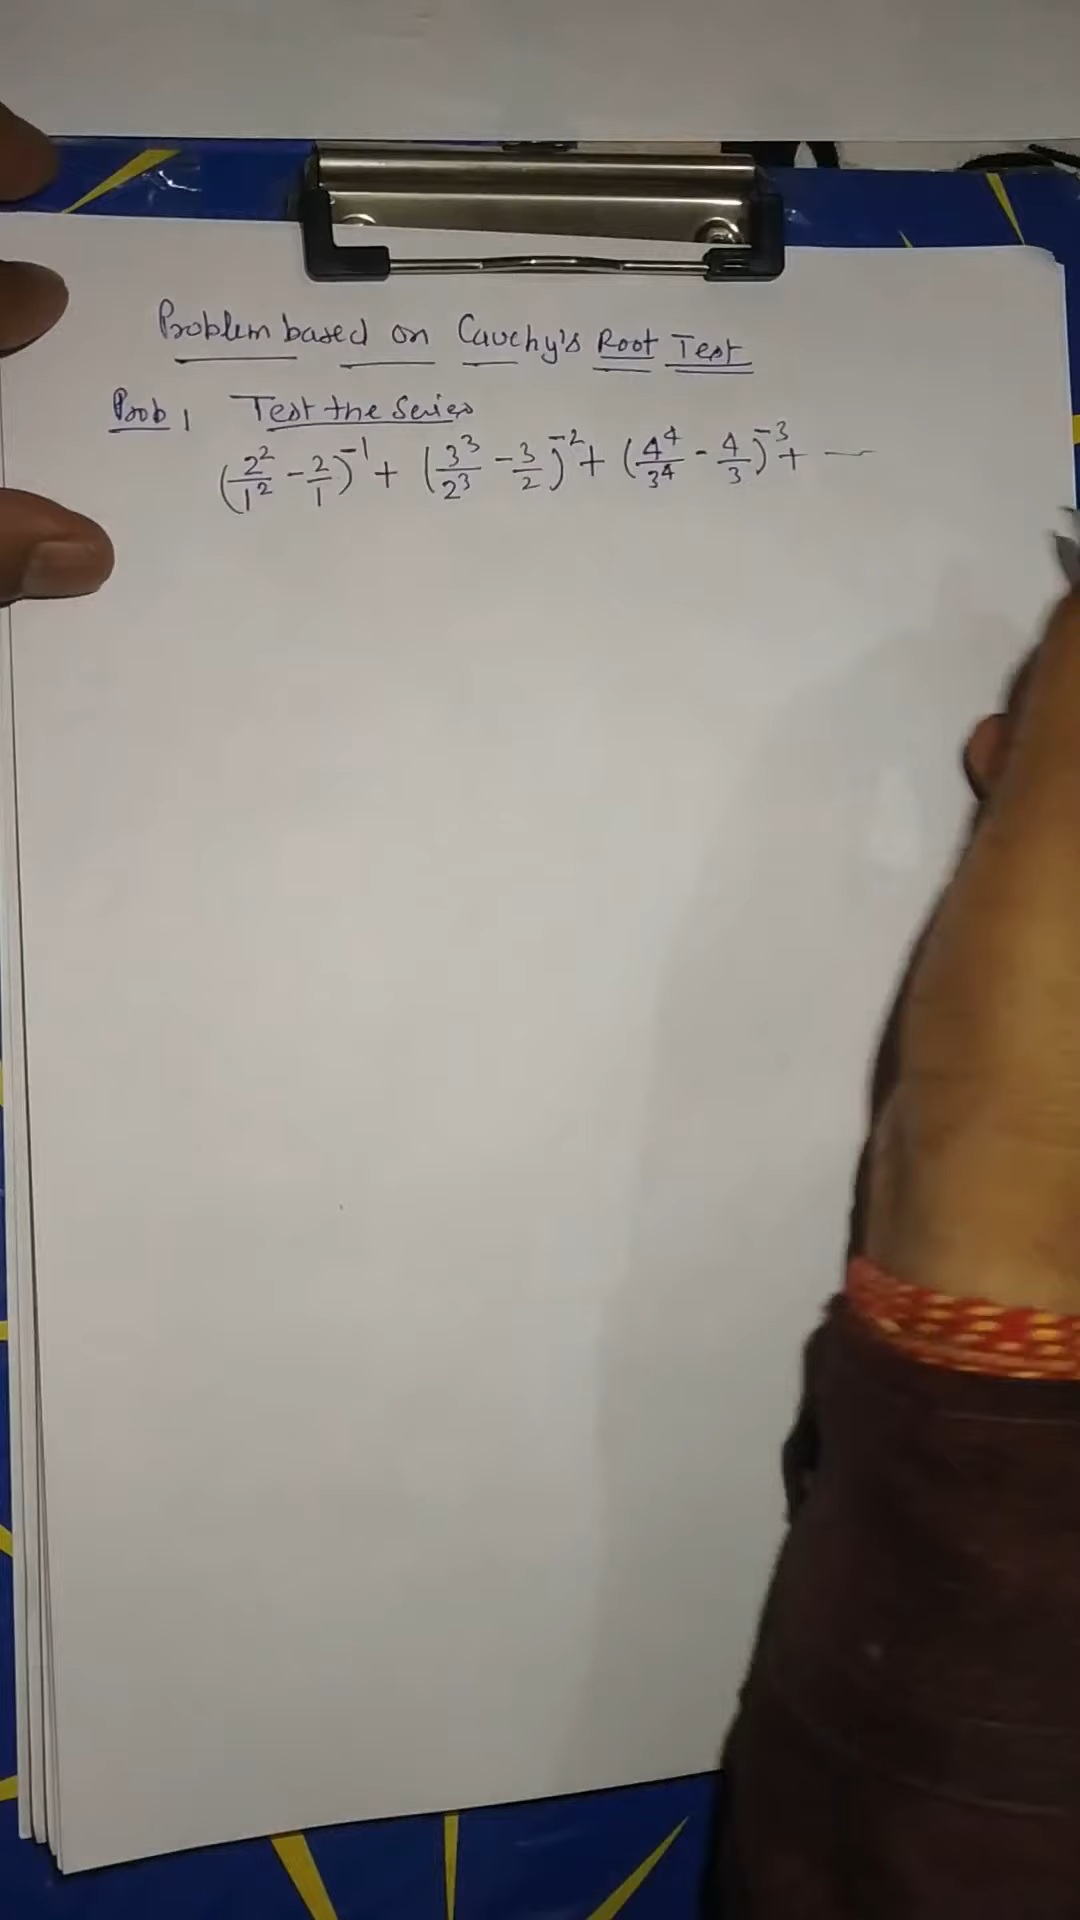 Problem based on Cauchy's Root Test
Prob 1 Test the Series
(2²/1² - 2/1)⁻¹ + (3³/2³ - 3/2)⁻² + (4⁴/3⁴ - 4/3)⁻³ + —